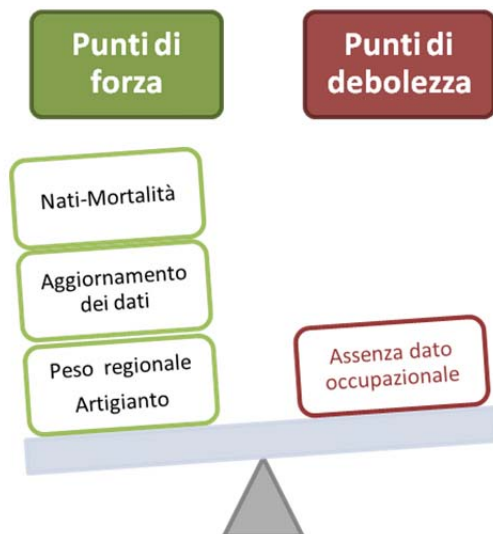 Punti di
forza
Punti di
debolezza
Nati-Mortalità
Aggiornamento
dei dati
Peso regionale
Artigianto
Assenza dato
occupazionale